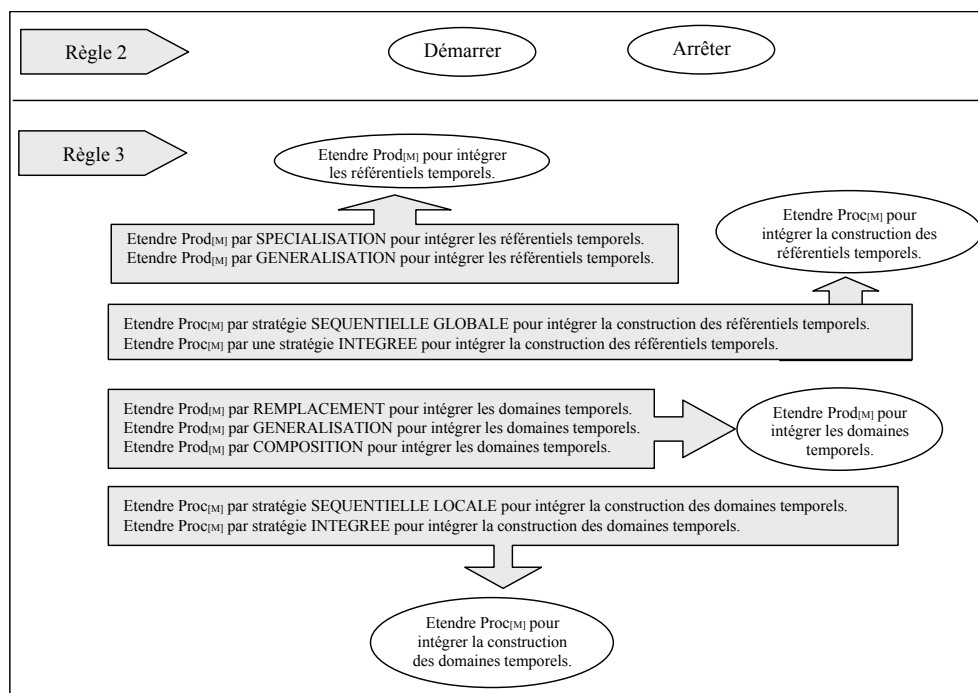 Règle 2
Démarrer
Arrêter
Règle 3
Etendre Prod[M] pour intégrer
les référentiels temporels.
Etendre Proc[M] pour
intégrer la construction des
référentiels temporels.
Etendre Prod[M] par SPECIALISATION pour intégrer les référentiels temporels.
Etendre Prod[M] par GENERALISATION pour intégrer les référentiels temporels.
Etendre Proc[M] par stratégie SEQUENTIELLE GLOBALE pour intégrer la construction des référentiels temporels.
Etendre Proc[M] par une stratégie INTEGREE pour intégrer la construction des référentiels temporels.
Etendre Prod[M] par REMPLACEMENT pour intégrer les domaines temporels.
Etendre Prod[M] par GENERALISATION pour intégrer les domaines temporels.
Etendre Prod[M] par COMPOSITION pour intégrer les domaines temporels.
Etendre Prod[M] pour
intégrer les domaines
temporels.
Etendre Proc[M] par stratégie SEQUENTIELLE LOCALE pour intégrer la construction des domaines temporels.
Etendre Proc[M] par stratégie INTEGREE pour intégrer la construction des domaines temporels.
Etendre Proc[M] pour
intégrer la construction
des domaines temporels.